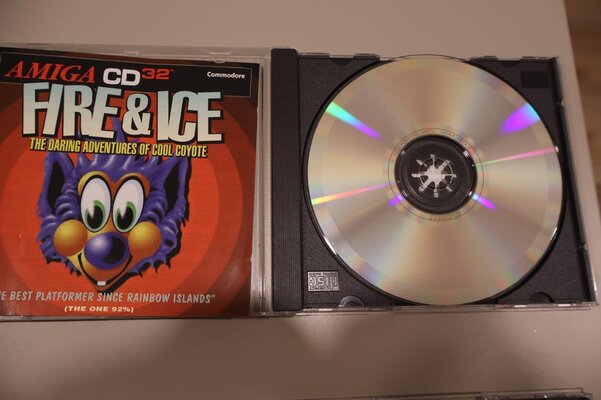 AMIGA CD32
Commodore
FIRE & ICE
THE DARING ADVENTURES OF COOL COYOTE
E BEST PLATFORMER SINCE RAINBOW ISLANDS"
(THE ONE 92%)
disc